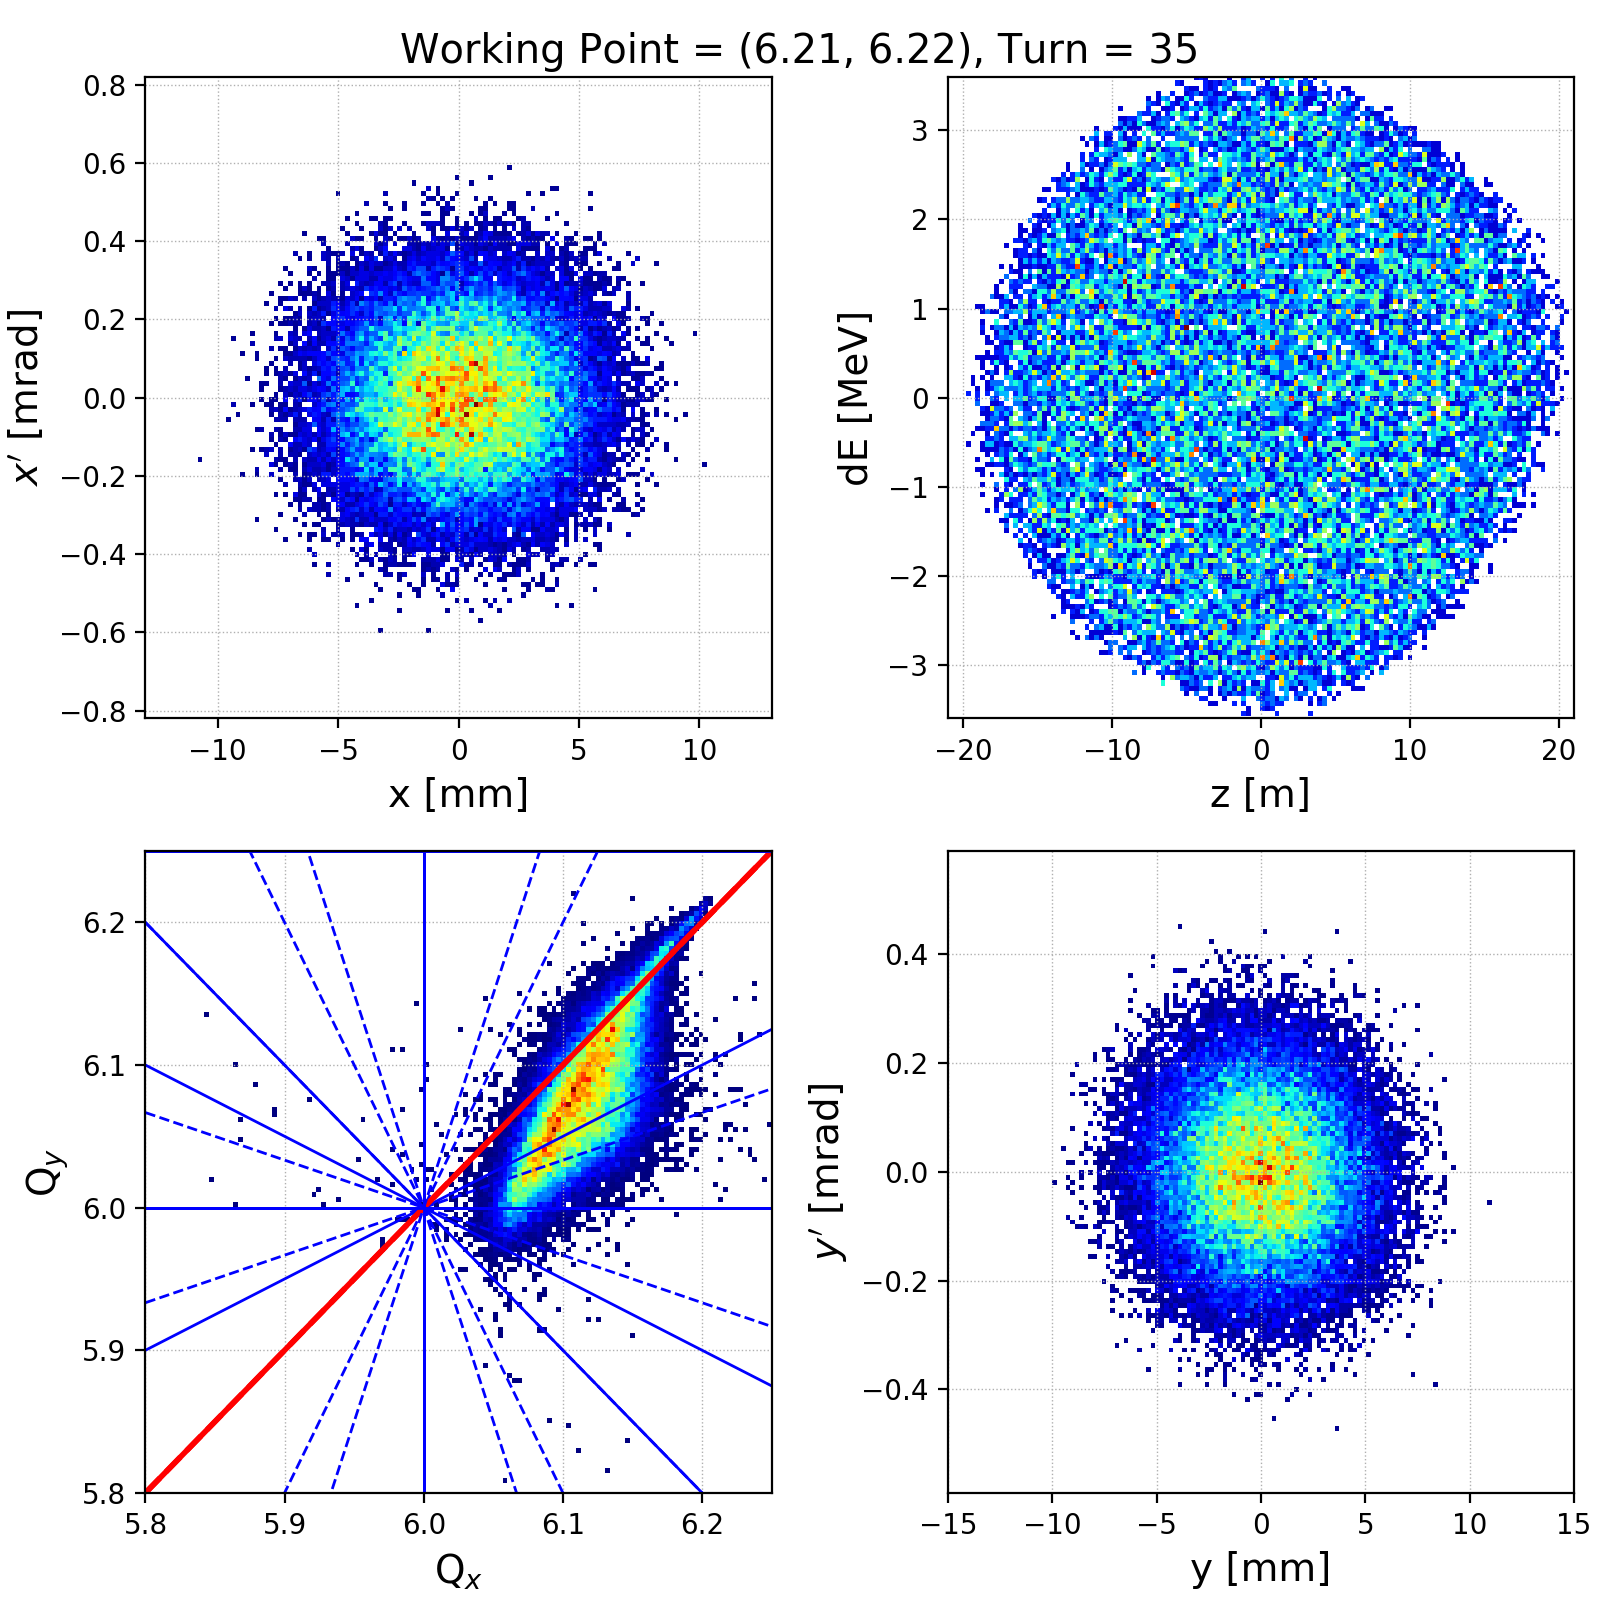 Working Point = (6.21, 6.22), Turn = 35
0.8
0.6
0.4
0.2
0.0
−0.2
−0.4
−0.6
−0.8
x′ [mrad]
−10 −5 0 5 10
x [mm]
3
2
1
0
−1
−2
−3
dE [MeV]
−20 −10 0 10 20
z [m]
6.2
6.1
6.0
5.9
5.8
Qy
5.8 5.9 6.0 6.1 6.2
Qx
0.4
0.2
0.0
−0.2
−0.4
y′ [mrad]
−15 −10 −5 0 5 10 15
y [mm]